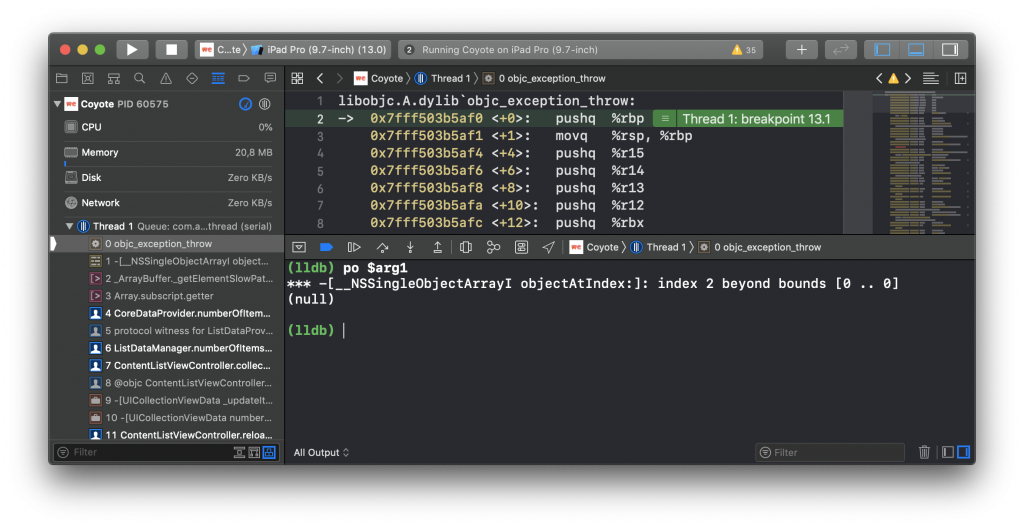 we C...te 〉 iPad Pro (9.7-inch) (13.0)
2 Running Coyote on iPad Pro (9.7-inch)
35
we Coyote 〉 Thread 1 〉 0 objc_exception_throw
we Coyote PID 60575
CPU 0%
Memory 20,8 MB
Disk Zero KB/s
Network Zero KB/s
Thread 1 Queue: com.a...thread (serial)
0 objc_exception_throw
1 -[__NSSingleObjectArrayI object...
2 _ArrayBuffer._getElementSlowPat...
3 Array.subscript.getter
4 CoreDataProvider.numberOfItem...
5 protocol witness for ListDataProv...
6 ListDataManager.numberOfItems...
7 ContentListViewController.collec...
8 @objc ContentListViewController...
9 -[UICollectionViewData _updateIt...
10 -[UICollectionViewData number...
11 ContentListViewController.reloa...
Filter
1 libobjc.A.dylib`objc_exception_throw:
2 -> 0x7fff503b5af0 <+0>: pushq %rbp Thread 1: breakpoint 13.1
3 0x7fff503b5af1 <+1>: movq %rsp, %rbp
4 0x7fff503b5af4 <+4>: pushq %r15
5 0x7fff503b5af6 <+6>: pushq %r14
6 0x7fff503b5af8 <+8>: pushq %r13
7 0x7fff503b5afa <+10>: pushq %r12
8 0x7fff503b5afc <+12>: pushq %rbx
we Coyote 〉 Thread 1 〉 0 objc_exception_throw
(lldb) po $arg1
*** -[__NSSingleObjectArrayI objectAtIndex:]: index 2 beyond bounds [0 .. 0]
(null)
(lldb)
All Output
Filter